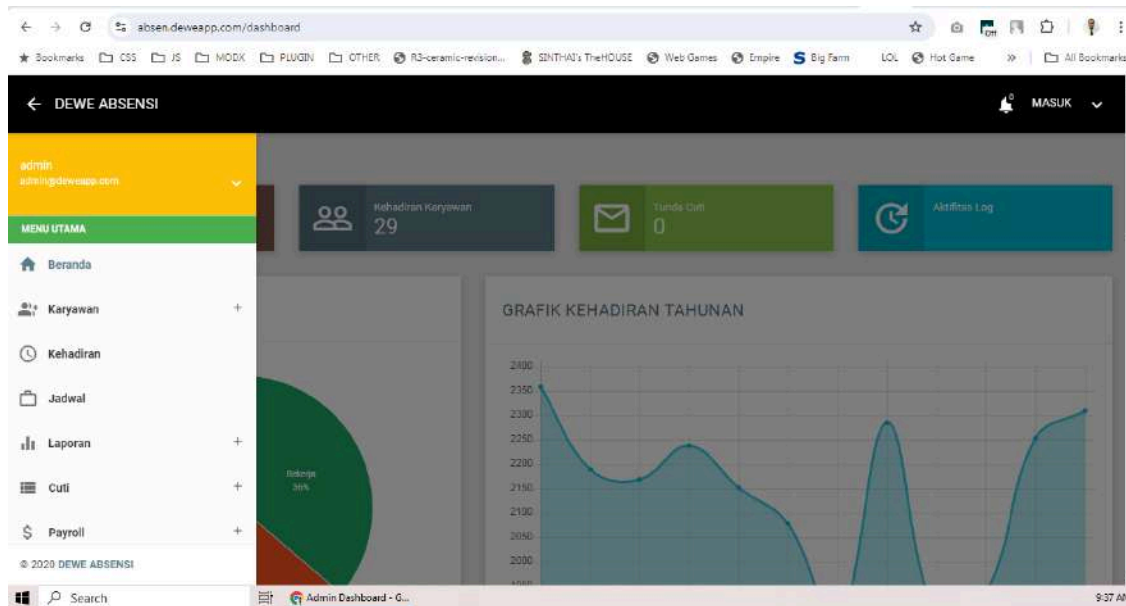 absen.deweapp.com/dashboard
Off
Bookmarks CSS JS MODX PLUGIN OTHER R3-ceramic-revision... SINTHAI's TheHOUSE Web Games Empire Big Farm LOL Hot Game » All Bookmarks
DEWE ABSENSI
0
MASUK
admin
admin@deweapp.com
Kehadiran Karyawan
29
Tunda Cuti
0
Aktifitas Log
MENU UTAMA
Beranda
Karyawan +
Kehadiran
Jadwal
Laporan +
Cuti +
Payroll +
© 2020 DEWE ABSENSI
Bekerja
GRAFIK KEHADIRAN TAHUNAN
2400
2350
2300
2250
2200
2150
2100
2050
2000
Search
Admin Dashboard - G...
9:37 AM